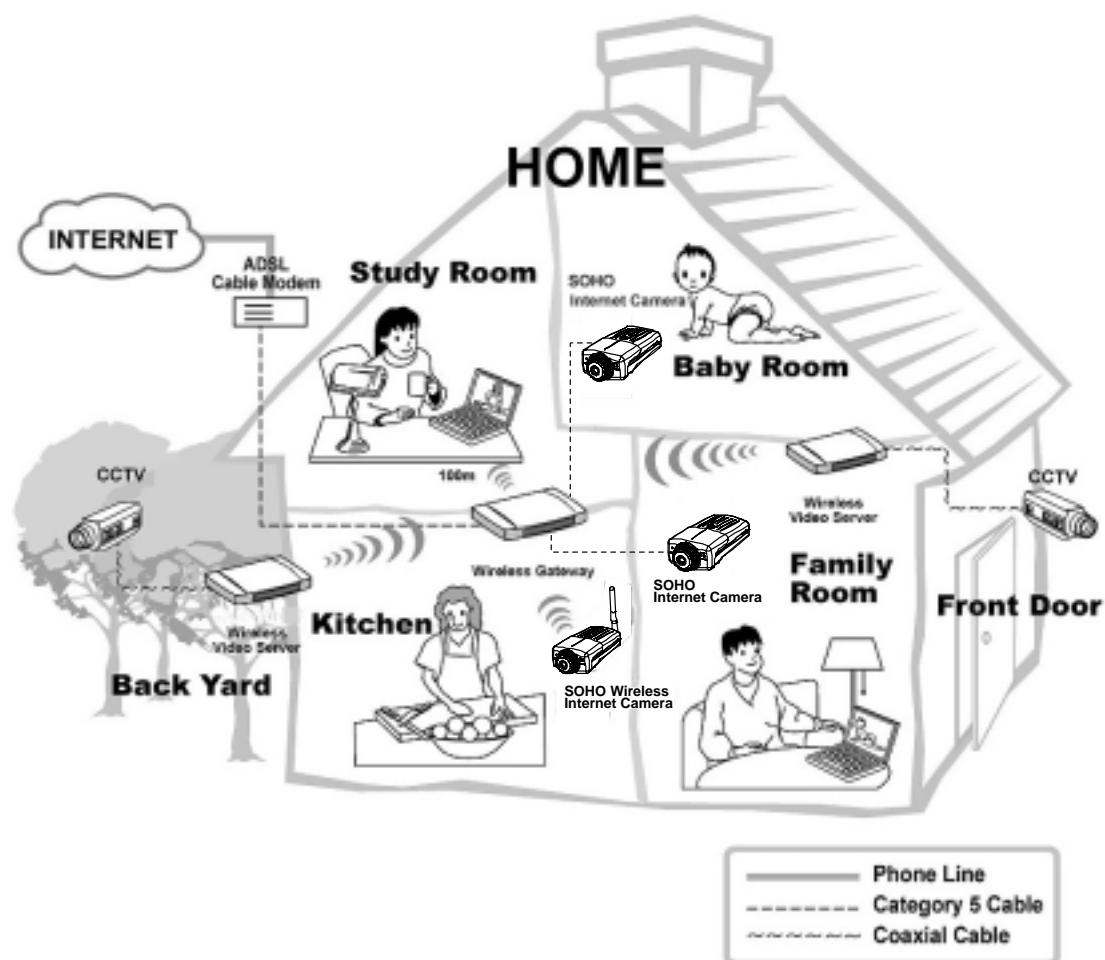 HOME
INTERNET
ADSL
Cable Modem
Study Room
SOHO
Internet Camera
Baby Room
100m
CCTV
CCTV
Wireless
Video Server
Wireless Gateway
SOHO
Internet Camera
Family
Room
Front Door
Kitchen
Wireless
Video Server
Back Yard
SOHO Wireless
Internet Camera
Phone Line
Category 5 Cable
Coaxial Cable